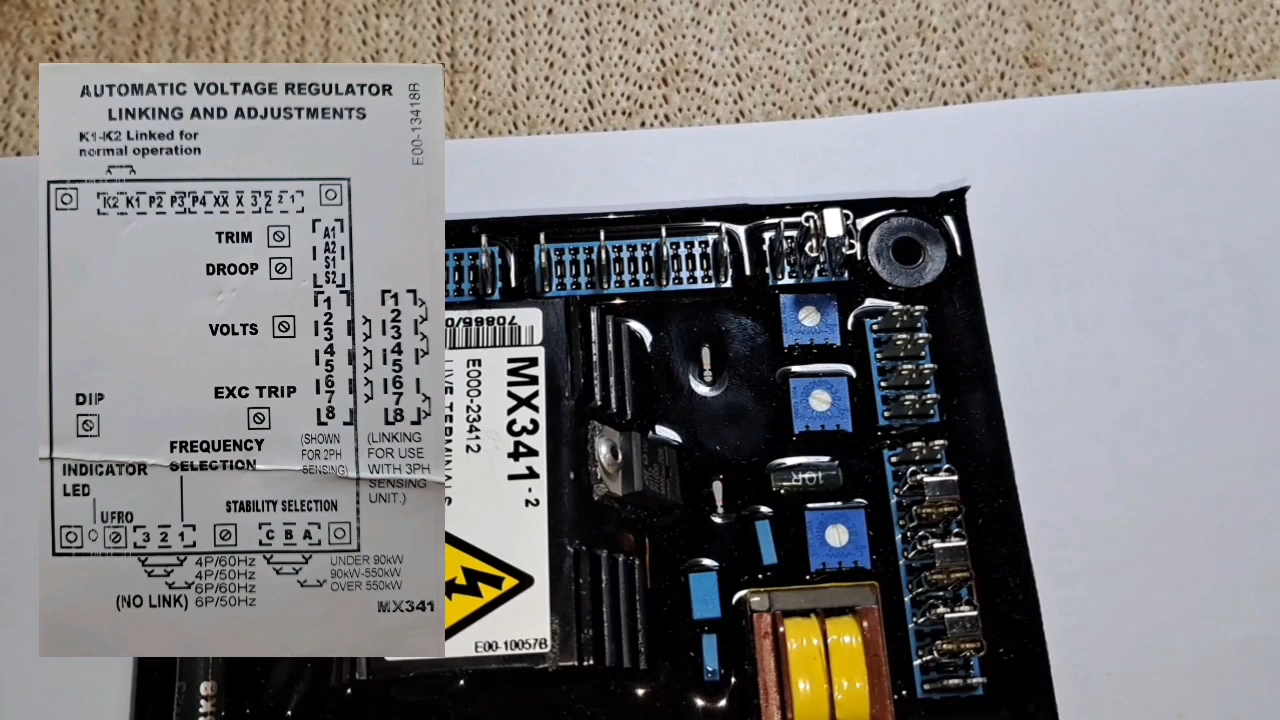 AUTOMATIC VOLTAGE REGULATOR
LINKING AND ADJUSTMENTS
E00-13418B
K1-K2 Linked for
normal operation
K2 K1 P2 P3 P4 XX X 3 2 2 1
TRIM
DROOP
A1
A2
S1
S2
VOLTS
1 1
2 2
3 3
4 4
5 5
6 6
7 7
8 8
DIP
EXC TRIP
FREQUENCY
SELECTION
(SHOWN
FOR 2PH
SENSING)
(LINKING
FOR USE
WITH 3PH
SENSING
UNIT.)
INDICATOR
LED
UFRO
STABILITY SELECTION
3 2 1
C B A
4P/60Hz UNDER 90kW
4P/50Hz 90kW-550kW
6P/60Hz OVER 550kW
(NO LINK) 6P/50Hz
MX341
MX341-2
E000-23412
LIVE TERMINALS
E00-10057B
10R